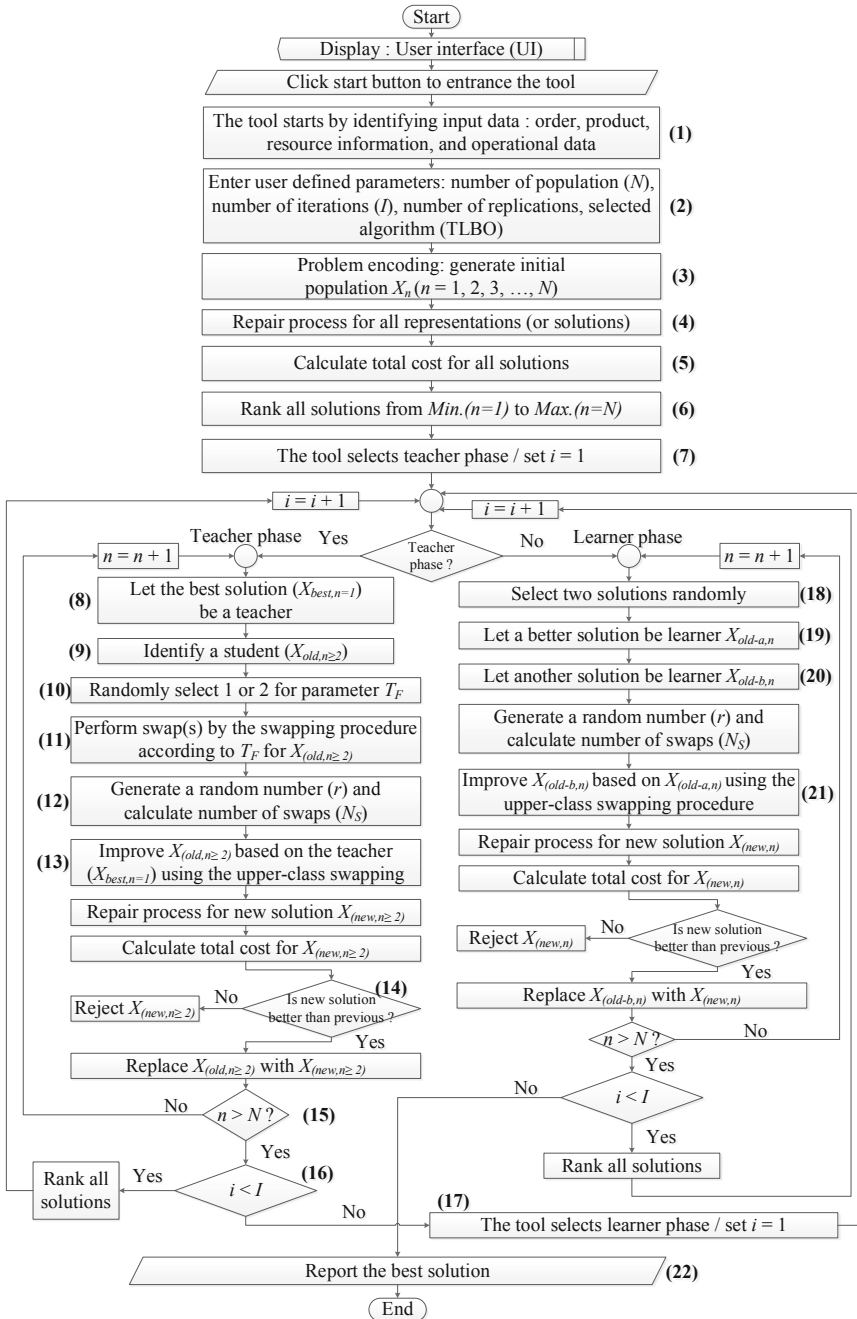 Start
Display : User interface (UI)
Click start button to entrance the tool
The tool starts by identifying input data : order, product,
resource information, and operational data
(1)
Enter user defined parameters: number of population (N),
number of iterations (I), number of replications, selected
algorithm (TLBO)
(2)
Problem encoding: generate initial
population Xn (n = 1, 2, 3, …, N)
(3)
Repair process for all representations (or solutions)
(4)
Calculate total cost for all solutions
(5)
Rank all solutions from Min.(n=1) to Max.(n=N)
(6)
The tool selects teacher phase / set i = 1
(7)
i = i + 1
i = i + 1
Teacher
phase ?
Yes
No
Teacher phase
n = n + 1
(8)
Let the best solution (Xbest,n=1)
be a teacher
(9)
Identify a student (Xold,n≥2)
(10)
Randomly select 1 or 2 for parameter TF
(11)
Perform swap(s) by the swapping procedure
according to TF for X(old,n≥2)
(12)
Generate a random number (r) and
calculate number of swaps (NS)
(13)
Improve X(old,n≥2) based on the teacher
(Xbest,n=1) using the upper-class swapping
Repair process for new solution X(new,n≥2)
Calculate total cost for X(new,n≥2)
(14)
Is new solution
better than previous ?
No
Reject X(new,n≥2)
Yes
Replace X(old,n≥2) with X(new,n≥2)
No
n > N ?
(15)
Yes
i < I
(16)
Yes
Rank all
solutions
No
Learner phase
n = n + 1
Select two solutions randomly
(18)
Let a better solution be learner Xold-a,n
(19)
Let another solution be learner Xold-b,n
(20)
Generate a random number (r) and
calculate number of swaps (NS)
Improve X(old-b,n) based on X(old-a,n) using the
upper-class swapping procedure
(21)
Repair process for new solution X(new,n)
Calculate total cost for X(new,n)
Is new solution
better than previous ?
No
Reject X(new,n)
Yes
Replace X(old-b,n) with X(new,n)
n > N ?
No
Yes
No
i < I
Yes
Rank all solutions
(17)
The tool selects learner phase / set i = 1
Report the best solution
(22)
End